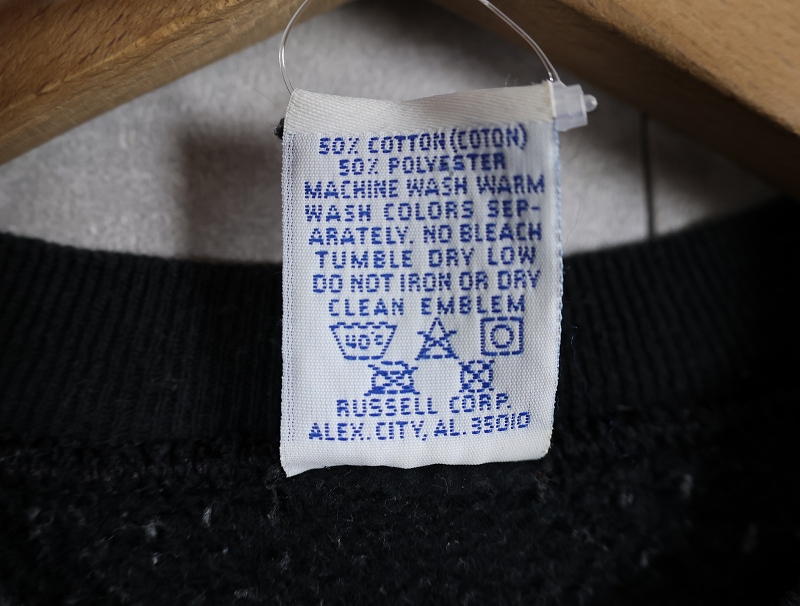 50% COTTON (COTON)
50% POLYESTER
MACHINE WASH WARM
WASH COLORS SEP-
ARATELY. NO BLEACH
TUMBLE DRY LOW
DO NOT IRON OR DRY
CLEAN EMBLEM
40°C
RUSSELL CORP.
ALEX. CITY, AL. 35010